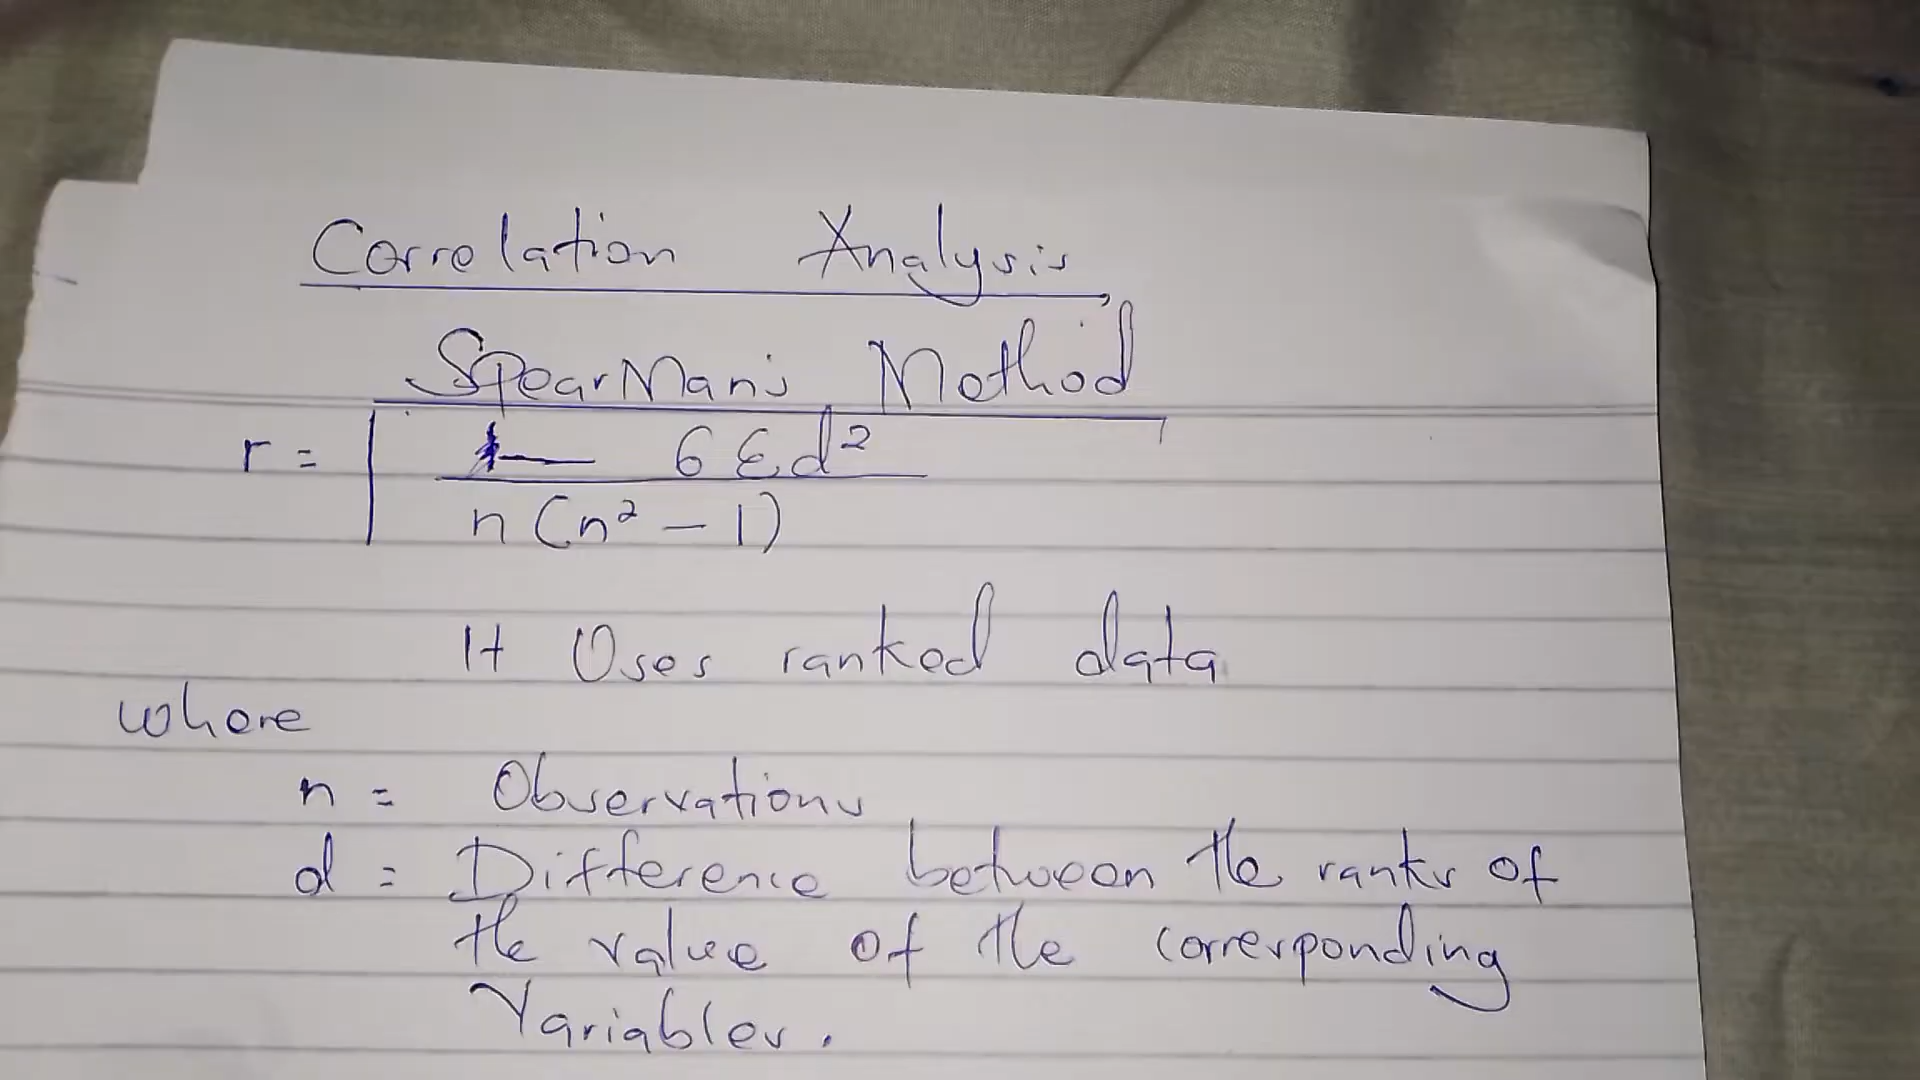 Correlation Analysis
SpearMan's Method
r = 1 - 6 Σd²
n (n² - 1)
It Uses ranked data
where
n = Observations
d = Difference between the ranks of
the value of the corresponding
Variables.